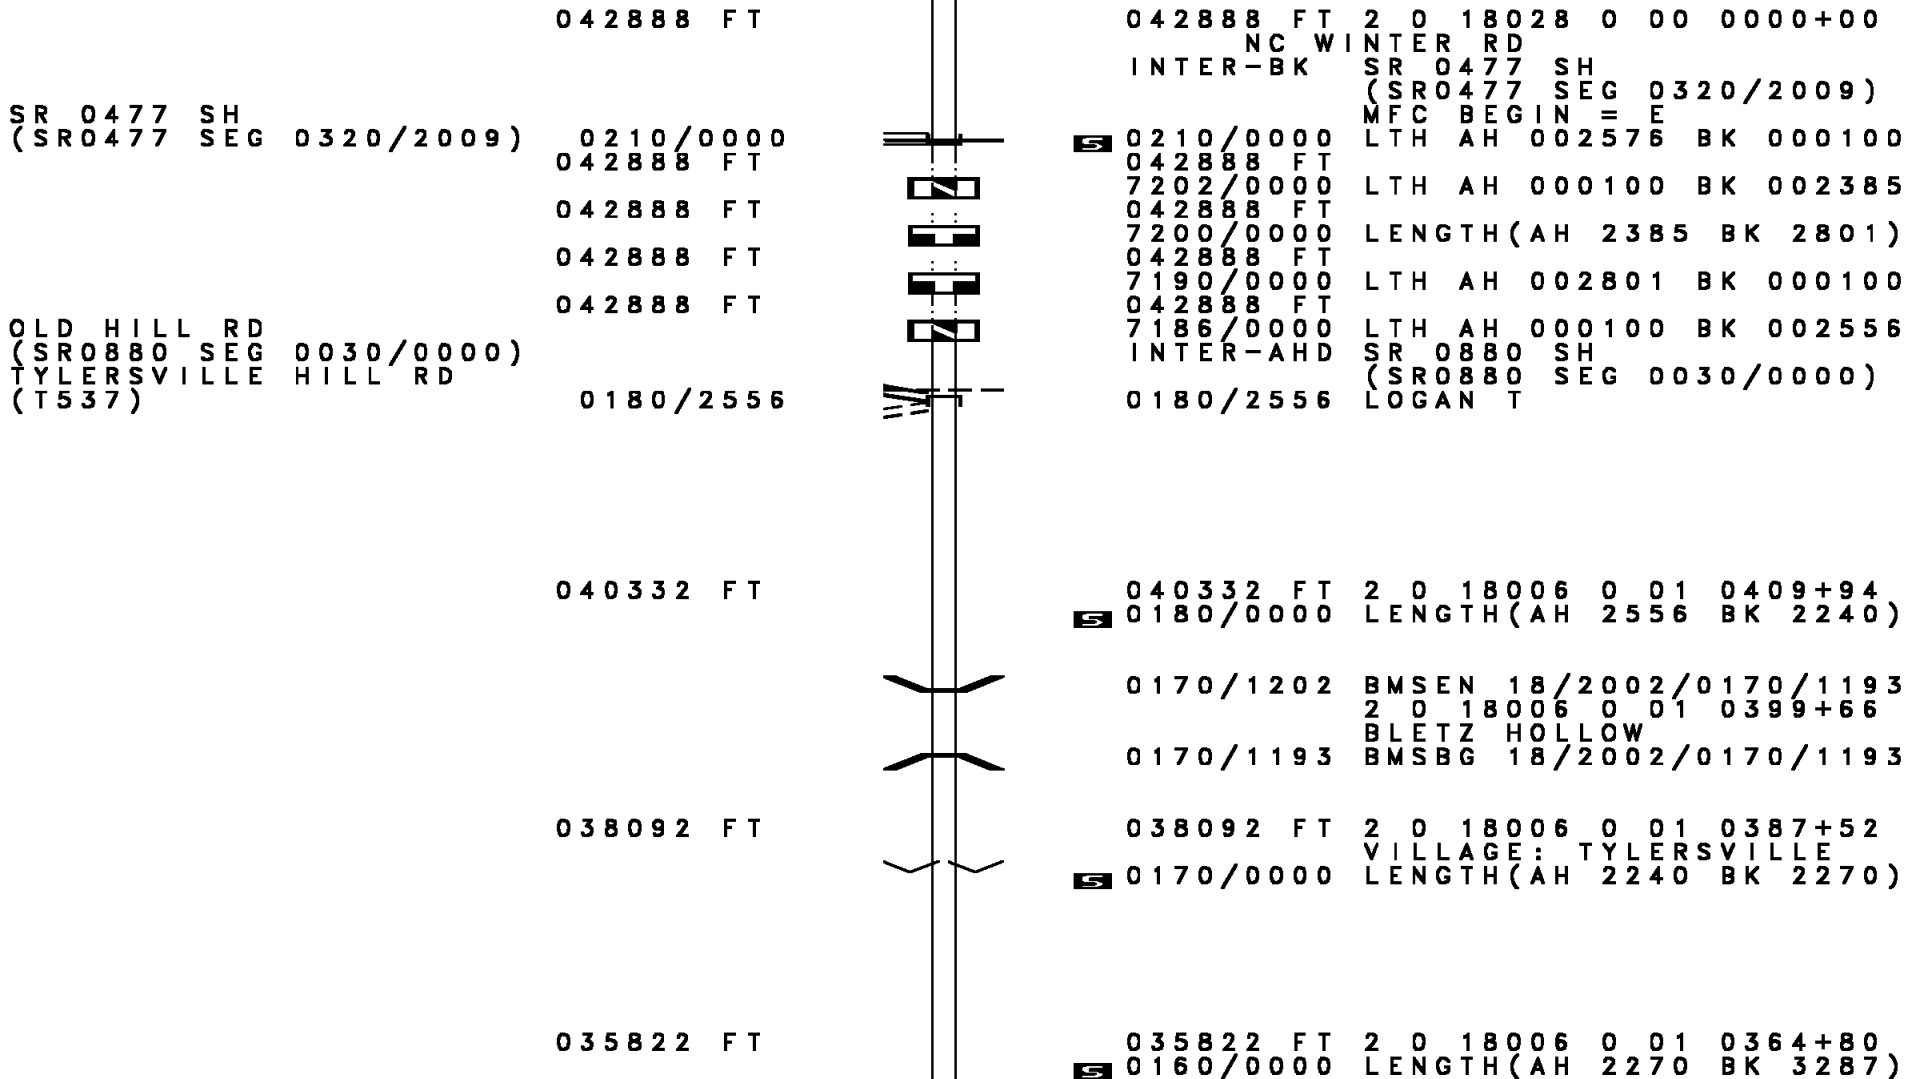 042888 FT 042888 FT 2 0 18028 0 00 0000+00
NC WINTER RD
INTER-BK SR 0477 SH
(SR0477 SEG 0320/2009)
SR 0477 SH MFC BEGIN = E
(SR0477 SEG 0320/2009) 0210/0000 S 0210/0000 LTH AH 002576 BK 000100
042888 FT 042888 FT
7202/0000 LTH AH 000100 BK 002385
042888 FT 042888 FT
7200/0000 LENGTH(AH 2385 BK 2801)
042888 FT 042888 FT
7190/0000 LTH AH 002801 BK 000100
042888 FT 042888 FT
OLD HILL RD 7186/0000 LTH AH 000100 BK 002556
(SR0880 SEG 0030/0000) INTER-AHD SR 0880 SH
TYLERSVILLE HILL RD (SR0880 SEG 0030/0000)
(T537) 0180/2556 0180/2556 LOGAN T
040332 FT 040332 FT 2 0 18006 0 01 0409+94
S 0180/0000 LENGTH(AH 2556 BK 2240)
0170/1202 BMSEN 18/2002/0170/1193
2 0 18006 0 01 0399+66
BLETZ HOLLOW
0170/1193 BMSBG 18/2002/0170/1193
038092 FT 038092 FT 2 0 18006 0 01 0387+52
VILLAGE: TYLERSVILLE
S 0170/0000 LENGTH(AH 2240 BK 2270)
035822 FT 035822 FT 2 0 18006 0 01 0364+80
S 0160/0000 LENGTH(AH 2270 BK 3287)